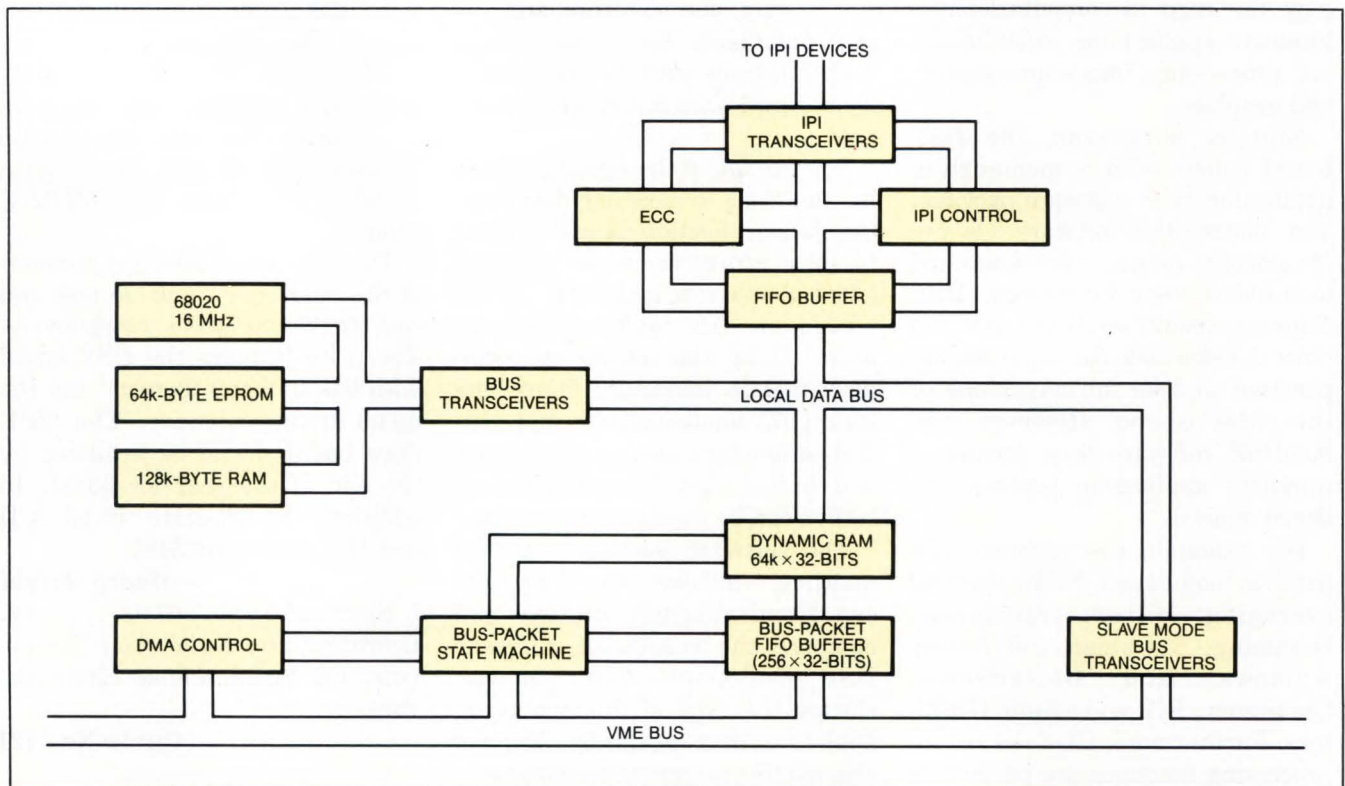 TO IPI DEVICES
IPI
TRANSCEIVERS
ECC
IPI CONTROL
FIFO BUFFER
68020
16 MHz
64k-BYTE EPROM
128k-BYTE RAM
BUS
TRANSCEIVERS
LOCAL DATA BUS
DYNAMIC RAM
64k×32-BITS
DMA CONTROL
BUS-PACKET
STATE MACHINE
BUS-PACKET
FIFO BUFFER
(256×32-BITS)
SLAVE MODE
BUS
TRANSCEIVERS
VME BUS